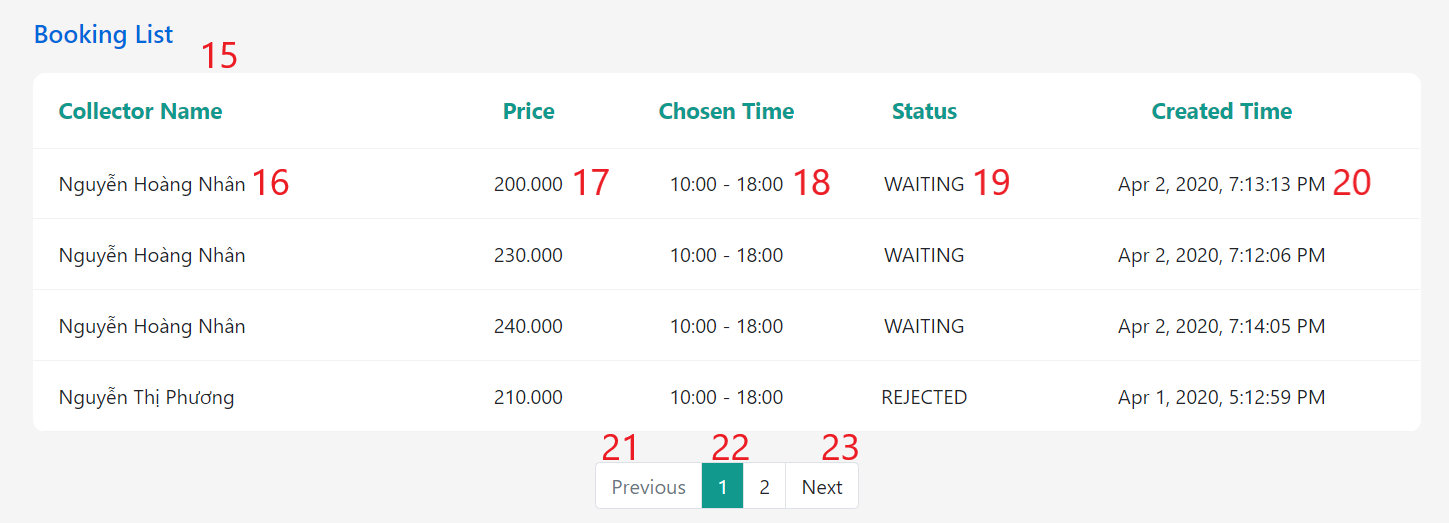 Booking List
15
Collector Name Price Chosen Time Status Created Time
Nguyễn Hoàng Nhân 16 200.000 17 10:00 - 18:00 18 WAITING 19 Apr 2, 2020, 7:13:13 PM 20
Nguyễn Hoàng Nhân 230.000 10:00 - 18:00 WAITING Apr 2, 2020, 7:12:06 PM
Nguyễn Hoàng Nhân 240.000 10:00 - 18:00 WAITING Apr 2, 2020, 7:14:05 PM
Nguyễn Thị Phương 210.000 10:00 - 18:00 REJECTED Apr 1, 2020, 5:12:59 PM
21 22 23
Previous 1 2 Next